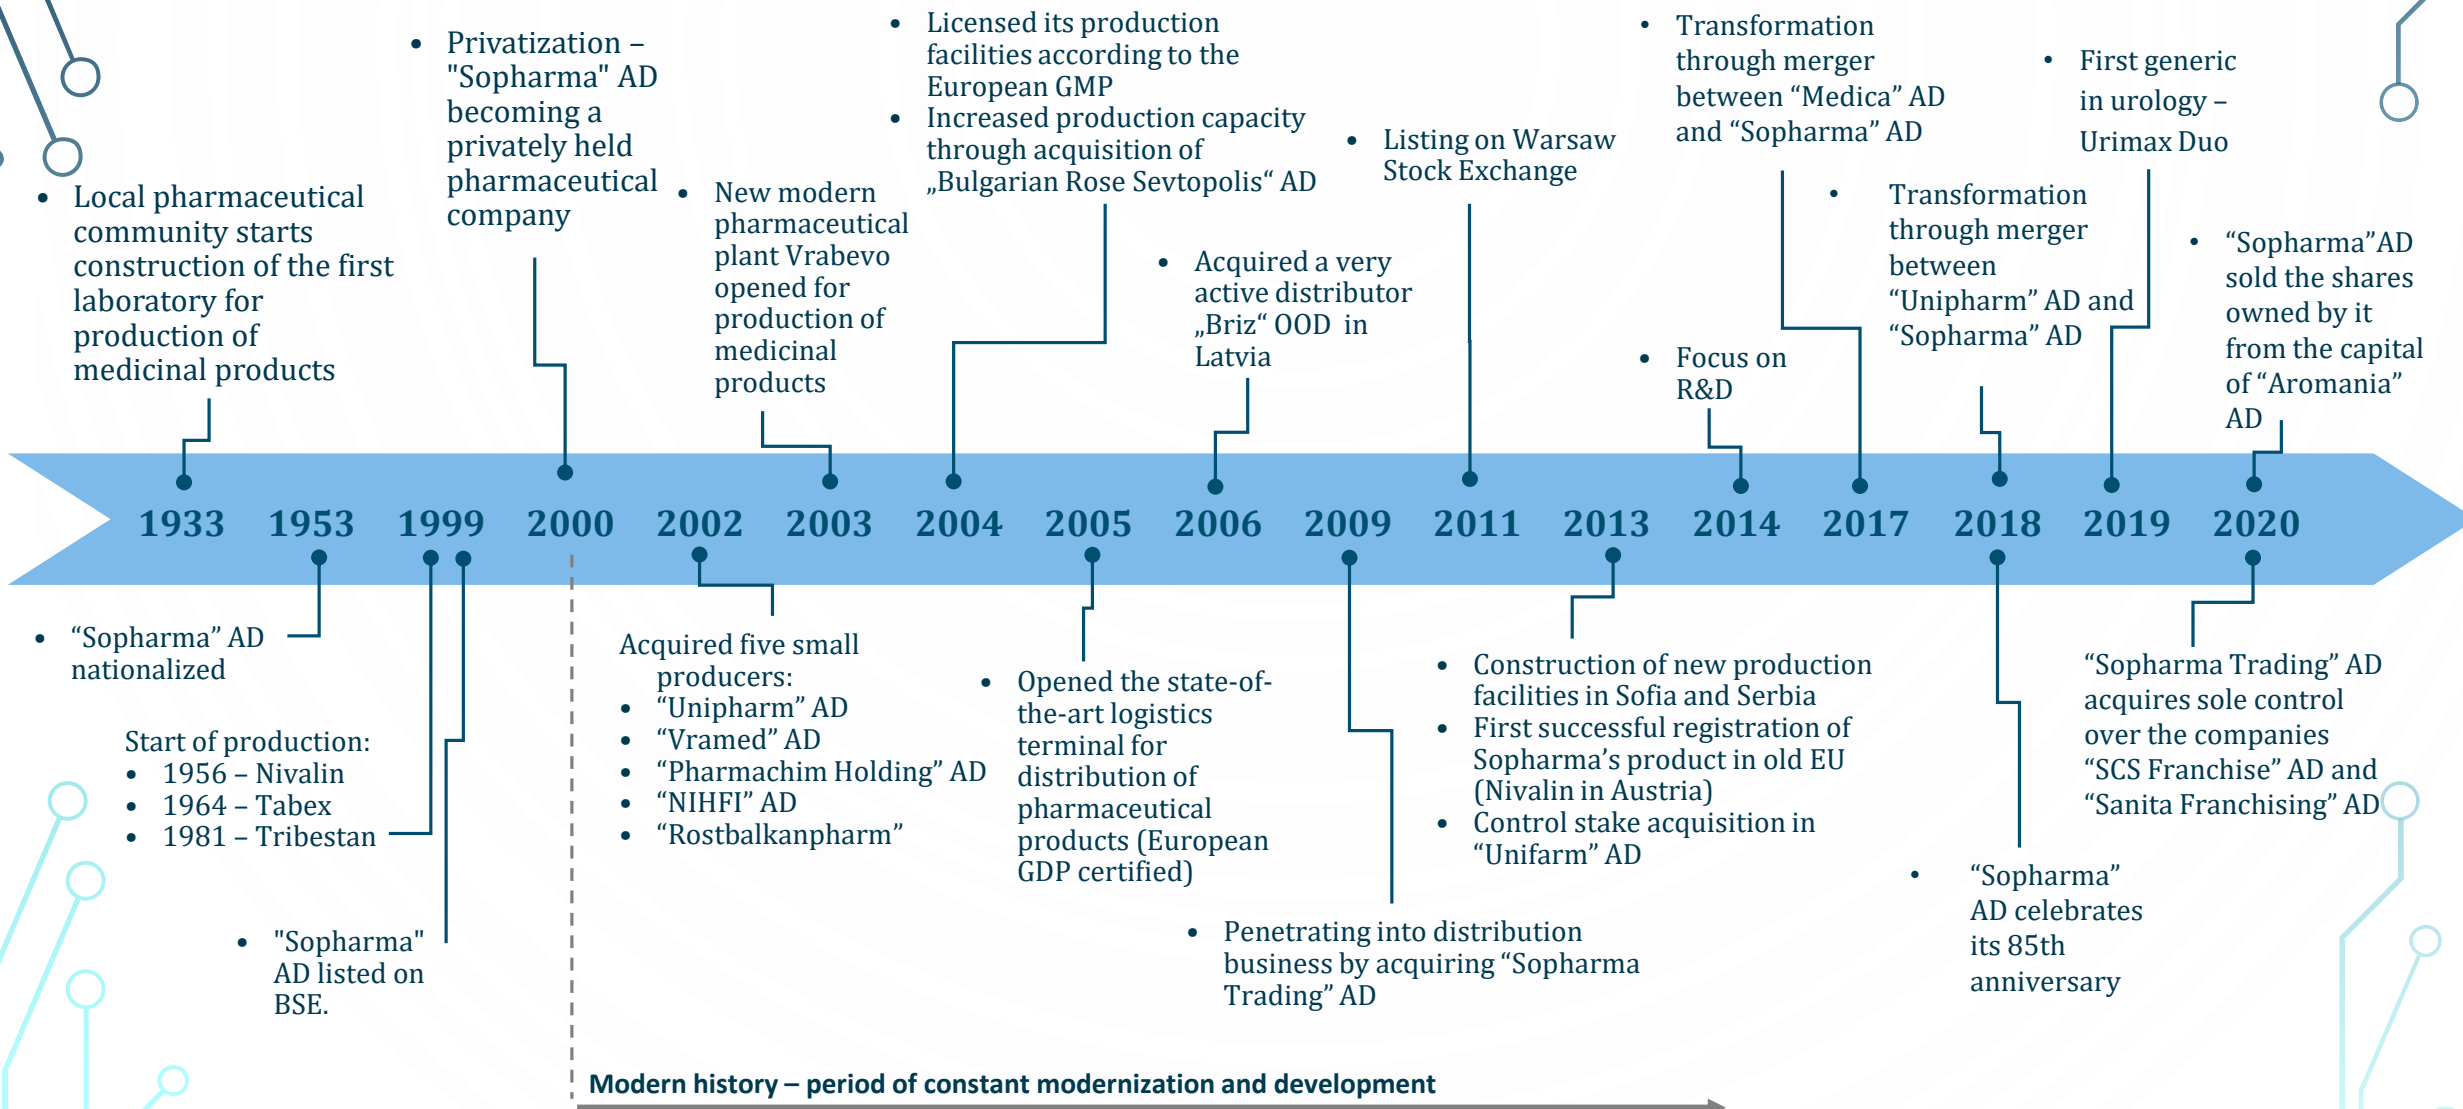 • Local pharmaceutical
community starts
construction of the first
laboratory for
production of
medicinal products
• Privatization –
"Sopharma" AD
becoming a
privately held
pharmaceutical
company
• New modern
pharmaceutical
plant Vrabevo
opened for
production of
medicinal
products
• Licensed its production
facilities according to the
European GMP
• Increased production capacity
through acquisition of
„Bulgarian Rose Sevtopolis“ AD
• Acquired a very
active distributor
„Briz“ OOD in
Latvia
• Listing on Warsaw
Stock Exchange
• Focus on
R&D
• Transformation
through merger
between “Medica” AD
and “Sopharma” AD
• Transformation
through merger
between
“Unipharm” AD and
“Sopharma” AD
• First generic
in urology –
Urimax Duo
• “Sopharma”AD
sold the shares
owned by it
from the capital
of “Aromania”
AD
1933 1953 1999 2000 2002 2003 2004 2005 2006 2009 2011 2013 2014 2017 2018 2019 2020
• “Sopharma” AD
nationalized
Start of production:
• 1956 – Nivalin
• 1964 – Tabex
• 1981 – Tribestan
• "Sopharma"
AD listed on
BSE.
Acquired five small
producers:
• “Unipharm” AD
• “Vramed” AD
• “Pharmachim Holding” AD
• “NIHFI” AD
• “Rostbalkanpharm”
• Opened the state-of-
the-art logistics
terminal for
distribution of
pharmaceutical
products (European
GDP certified)
• Penetrating into distribution
business by acquiring “Sopharma
Trading” AD
• Construction of new production
facilities in Sofia and Serbia
• First successful registration of
Sopharma’s product in old EU
(Nivalin in Austria)
• Control stake acquisition in
“Unifarm” AD
• “Sopharma”
AD celebrates
its 85th
anniversary
“Sopharma Trading” AD
acquires sole control
over the companies
“SCS Franchise” AD and
“Sanita Franchising” AD
Modern history – period of constant modernization and development